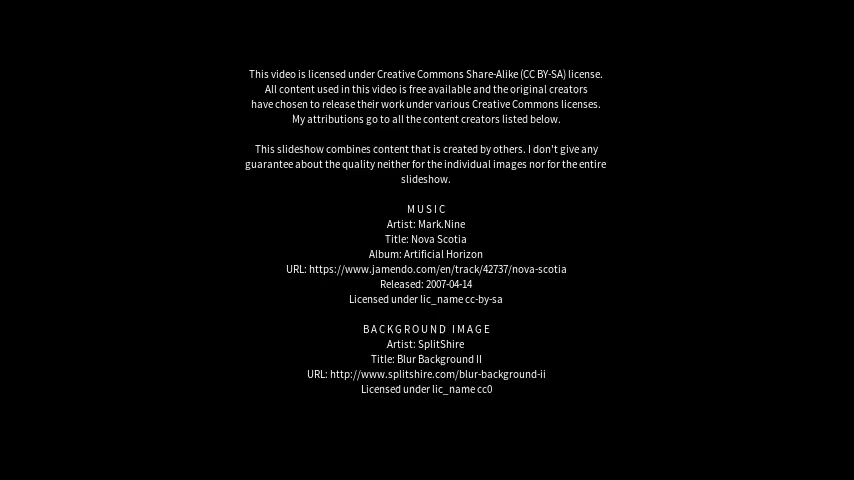 This video is licensed under Creative Commons Share-Alike (CC BY-SA) license.
All content used in this video is free available and the original creators
have chosen to release their work under various Creative Commons licenses.
My attributions go to all the content creators listed below.
This slideshow combines content that is created by others. I don't give any
guarantee about the quality neither for the individual images nor for the entire
slideshow.
MUSIC
Artist: Mark.Nine
Title: Nova Scotia
Album: Artificial Horizon
URL: https://www.jamendo.com/en/track/42737/nova-scotia
Released: 2007-04-14
Licensed under lic_name cc-by-sa
BACKGROUND IMAGE
Artist: SplitShire
Title: Blur Background II
URL: http://www.splitshire.com/blur-background-ii
Licensed under lic_name cc0